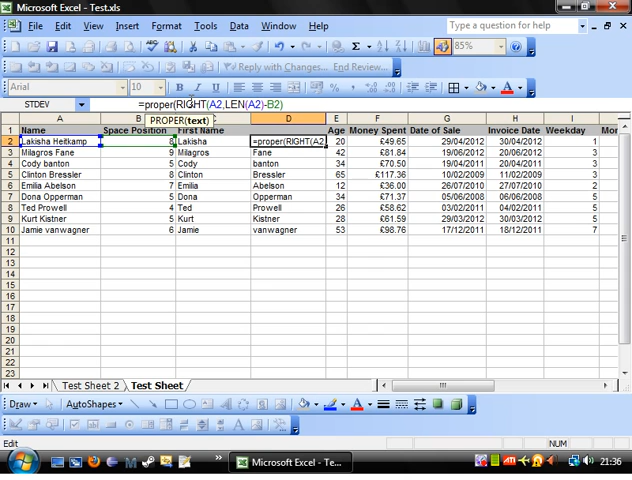 Microsoft Excel - Test.xls
File Edit View Insert Format Tools Data Window Help Type a question for help
Σ 85%
Reply with Changes... End Review...
Arial 10 B I U %
STDEV =proper(RIGHT(A2,LEN(A2)-B2)
PROPER(text)
A B C D E F G H I
1 Name Space Position First Name Age Money Spent Date of Sale Invoice Date Weekday Mon
2 Lakisha Heitkamp 8 Lakisha =proper(RIGHT(A2 20 £49.65 29/04/2012 30/04/2012 1
3 Milagros Fane 9 Milagros Fane 42 £81.84 19/06/2012 20/06/2012 3
4 Cody banton 5 Cody banton 34 £70.50 19/04/2011 20/04/2011 3
5 Clinton Bressler 8 Clinton Bressler 65 £117.36 10/02/2009 11/02/2009 3
6 Emilia Abelson 7 Emilia Abelson 12 £36.00 26/07/2010 27/07/2010 2
7 Dona Opperman 5 Dona Opperman 34 £71.37 05/06/2008 06/06/2008 5
8 Ted Prowell 4 Ted Prowell 26 £58.62 03/02/2011 04/02/2011 5
9 Kurt Kistner 5 Kurt Kistner 28 £61.59 29/03/2012 30/03/2012 5
10 Jamie vanwagner 6 Jamie vanwagner 53 £98.76 17/12/2011 18/12/2011 7
11
12
13
14
15
16
17
18
19
20
21
22
23
Test Sheet 2 Test Sheet
Draw AutoShapes A
Edit NUM
Microsoft Excel - Te... ATI 21:36